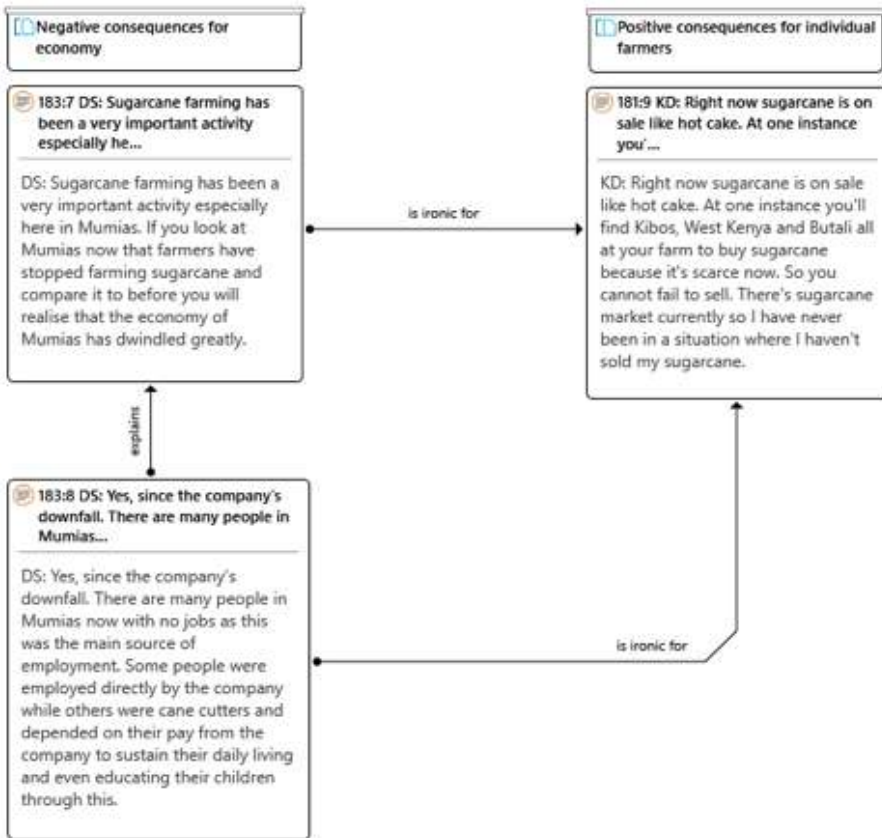 Negative consequences for
economy
183:7 DS: Sugarcane farming has
been a very important activity
especially he...
DS: Sugarcane farming has been a
very important activity especially
here in Mumias. If you look at
Mumias now that farmers have
stopped farming sugarcane and
compare it to before you will
realise that the economy of
Mumias has dwindled greatly.
is ironic for
Positive consequences for individual
farmers
181:9 KD: Right now sugarcane is on
sale like hot cake. At one instance
you'...
KD: Right now sugarcane is on sale
like hot cake. At one instance you'll
find Kibos, West Kenya and Butali all
at your farm to buy sugarcane
because it's scarce now. So you
cannot fail to sell. There's sugarcane
market currently so I have never
been in a situation where I haven't
sold my sugarcane.
explains
183:8 DS: Yes, since the company's
downfall. There are many people in
Mumias...
DS: Yes, since the company's
downfall. There are many people in
Mumias now with no jobs as this
was the main source of
employment. Some people were
employed directly by the company
while others were cane cutters and
depended on their pay from the
company to sustain their daily living
and even educating their children
through this.
is ironic for